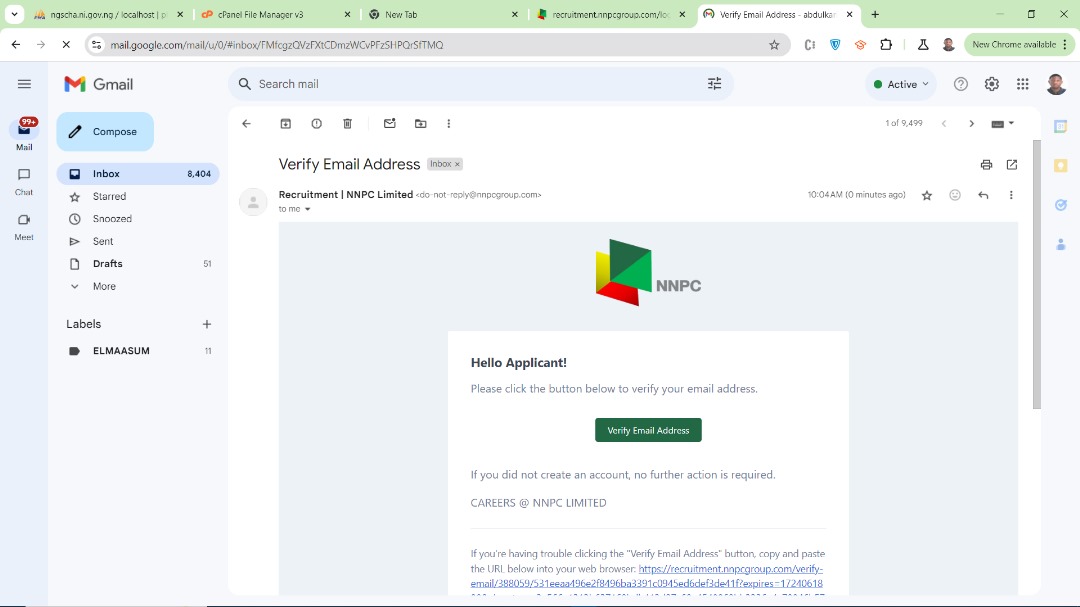 ngscha.ni.gov.ng / localhost | p
cPanel File Manager v3
New Tab
recruitment.nnpcgroup.com/loc
Verify Email Address - abdulkar
mail.google.com/mail/u/0/#inbox/FMfcgzQVzFXtCDmzWCvPFzSHPQrSfTMQ
New Chrome available
Gmail
Search mail
Active
99+
Mail
Chat
Meet
Compose
Inbox 8,404
Starred
Snoozed
Sent
Drafts 51
More
Labels
ELMAASUM 11
1 of 9,499
Verify Email Address Inbox ×
Recruitment | NNPC Limited <do-not-reply@nnpcgroup.com>
10:04 AM (0 minutes ago)
to me
NNPC
Hello Applicant!
Please click the button below to verify your email address.
Verify Email Address
If you did not create an account, no further action is required.
CAREERS @ NNPC LIMITED
If you're having trouble clicking the "Verify Email Address" button, copy and paste
the URL below into your web browser: https://recruitment.nnpcgroup.com/verify-
email/388059/531eeaa496e2f8496ba3391c0945ed6def3de41f?expires=17240618